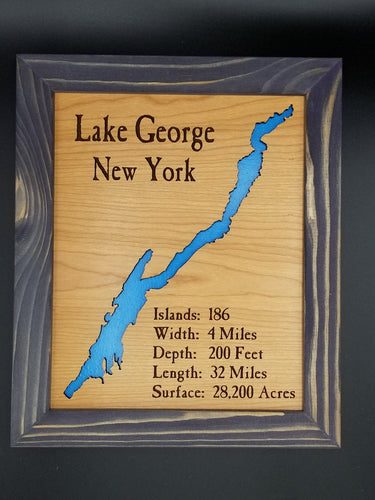 Lake George
New York
Islands: 186
Width: 4 Miles
Depth: 200 Feet
Length: 32 Miles
Surface: 28,200 Acres